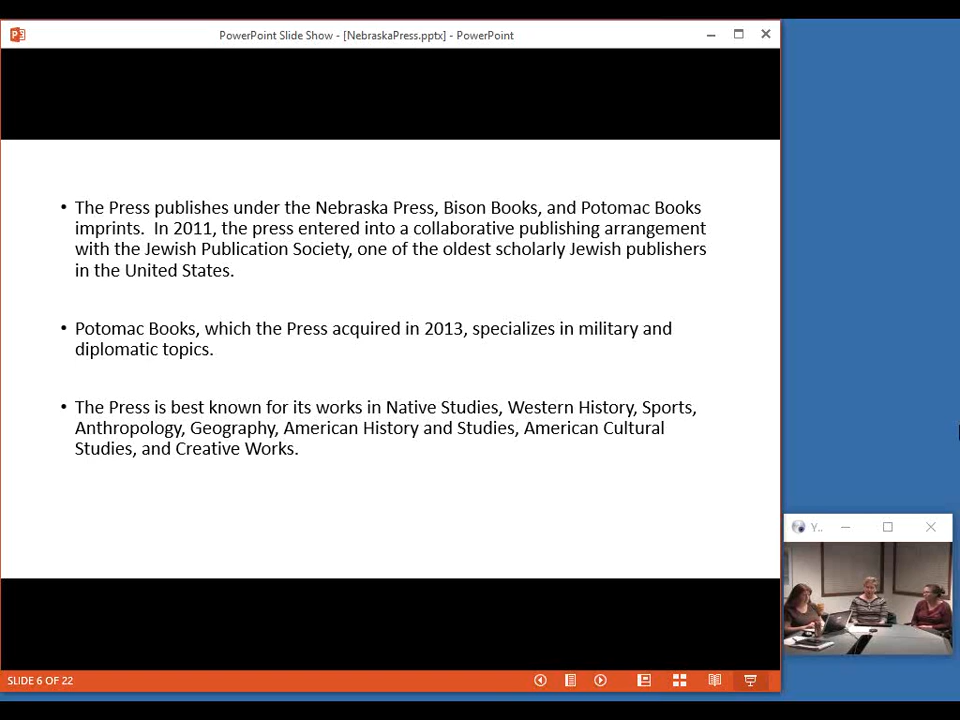 PowerPoint Slide Show - [NebraskaPress.pptx] - PowerPoint
• The Press publishes under the Nebraska Press, Bison Books, and Potomac Books
imprints.  In 2011, the press entered into a collaborative publishing arrangement
with the Jewish Publication Society, one of the oldest scholarly Jewish publishers
in the United States.
• Potomac Books, which the Press acquired in 2013, specializes in military and
diplomatic topics.
• The Press is best known for its works in Native Studies, Western History, Sports,
Anthropology, Geography, American History and Studies, American Cultural
Studies, and Creative Works.
Y..
SLIDE 6 OF 22